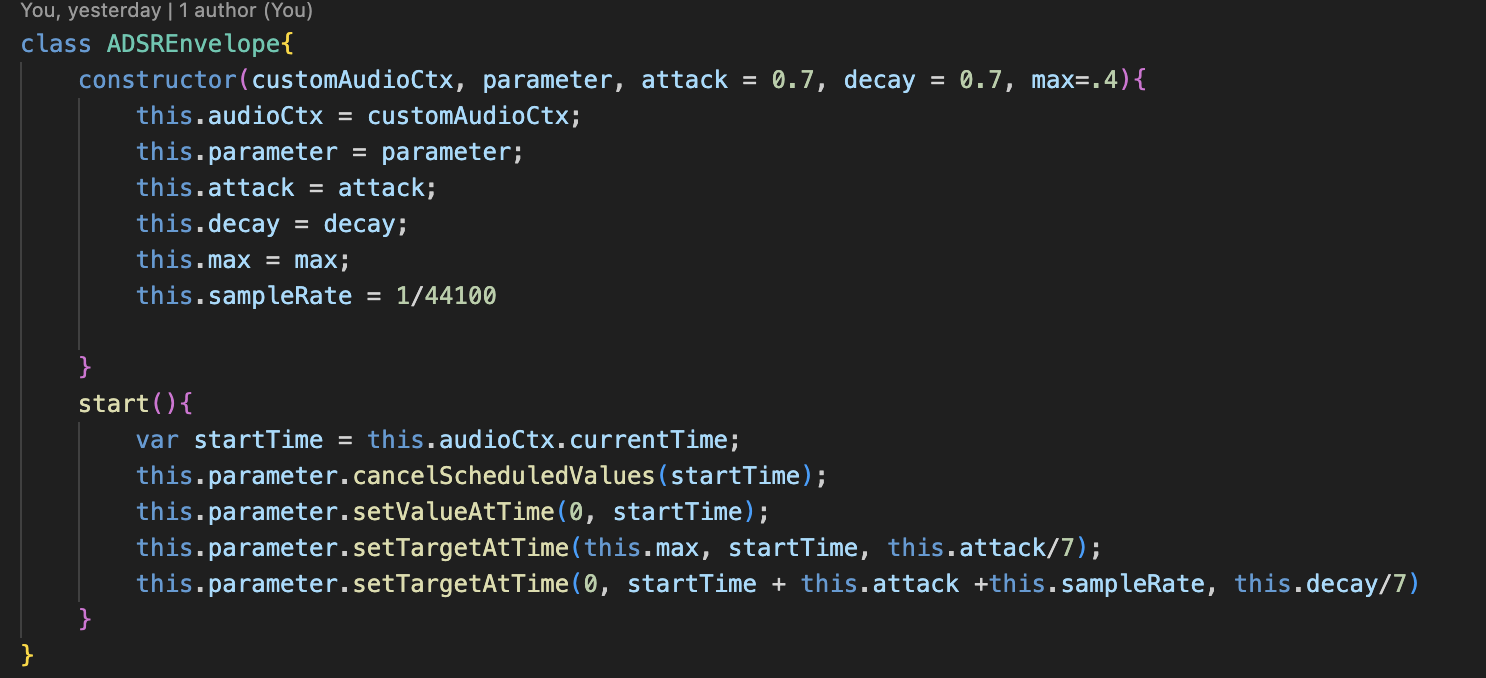 You, yesterday | 1 author (You)
class ADSREnvelope{
    constructor(customAudioCtx, parameter, attack = 0.7, decay = 0.7, max=.4){
        this.audioCtx = customAudioCtx;
        this.parameter = parameter;
        this.attack = attack;
        this.decay = decay;
        this.max = max;
        this.sampleRate = 1/44100
    }
    start(){
        var startTime = this.audioCtx.currentTime;
        this.parameter.cancelScheduledValues(startTime);
        this.parameter.setValueAtTime(0, startTime);
        this.parameter.setTargetAtTime(this.max, startTime, this.attack/7);
        this.parameter.setTargetAtTime(0, startTime + this.attack +this.sampleRate, this.decay/7)
    }
}